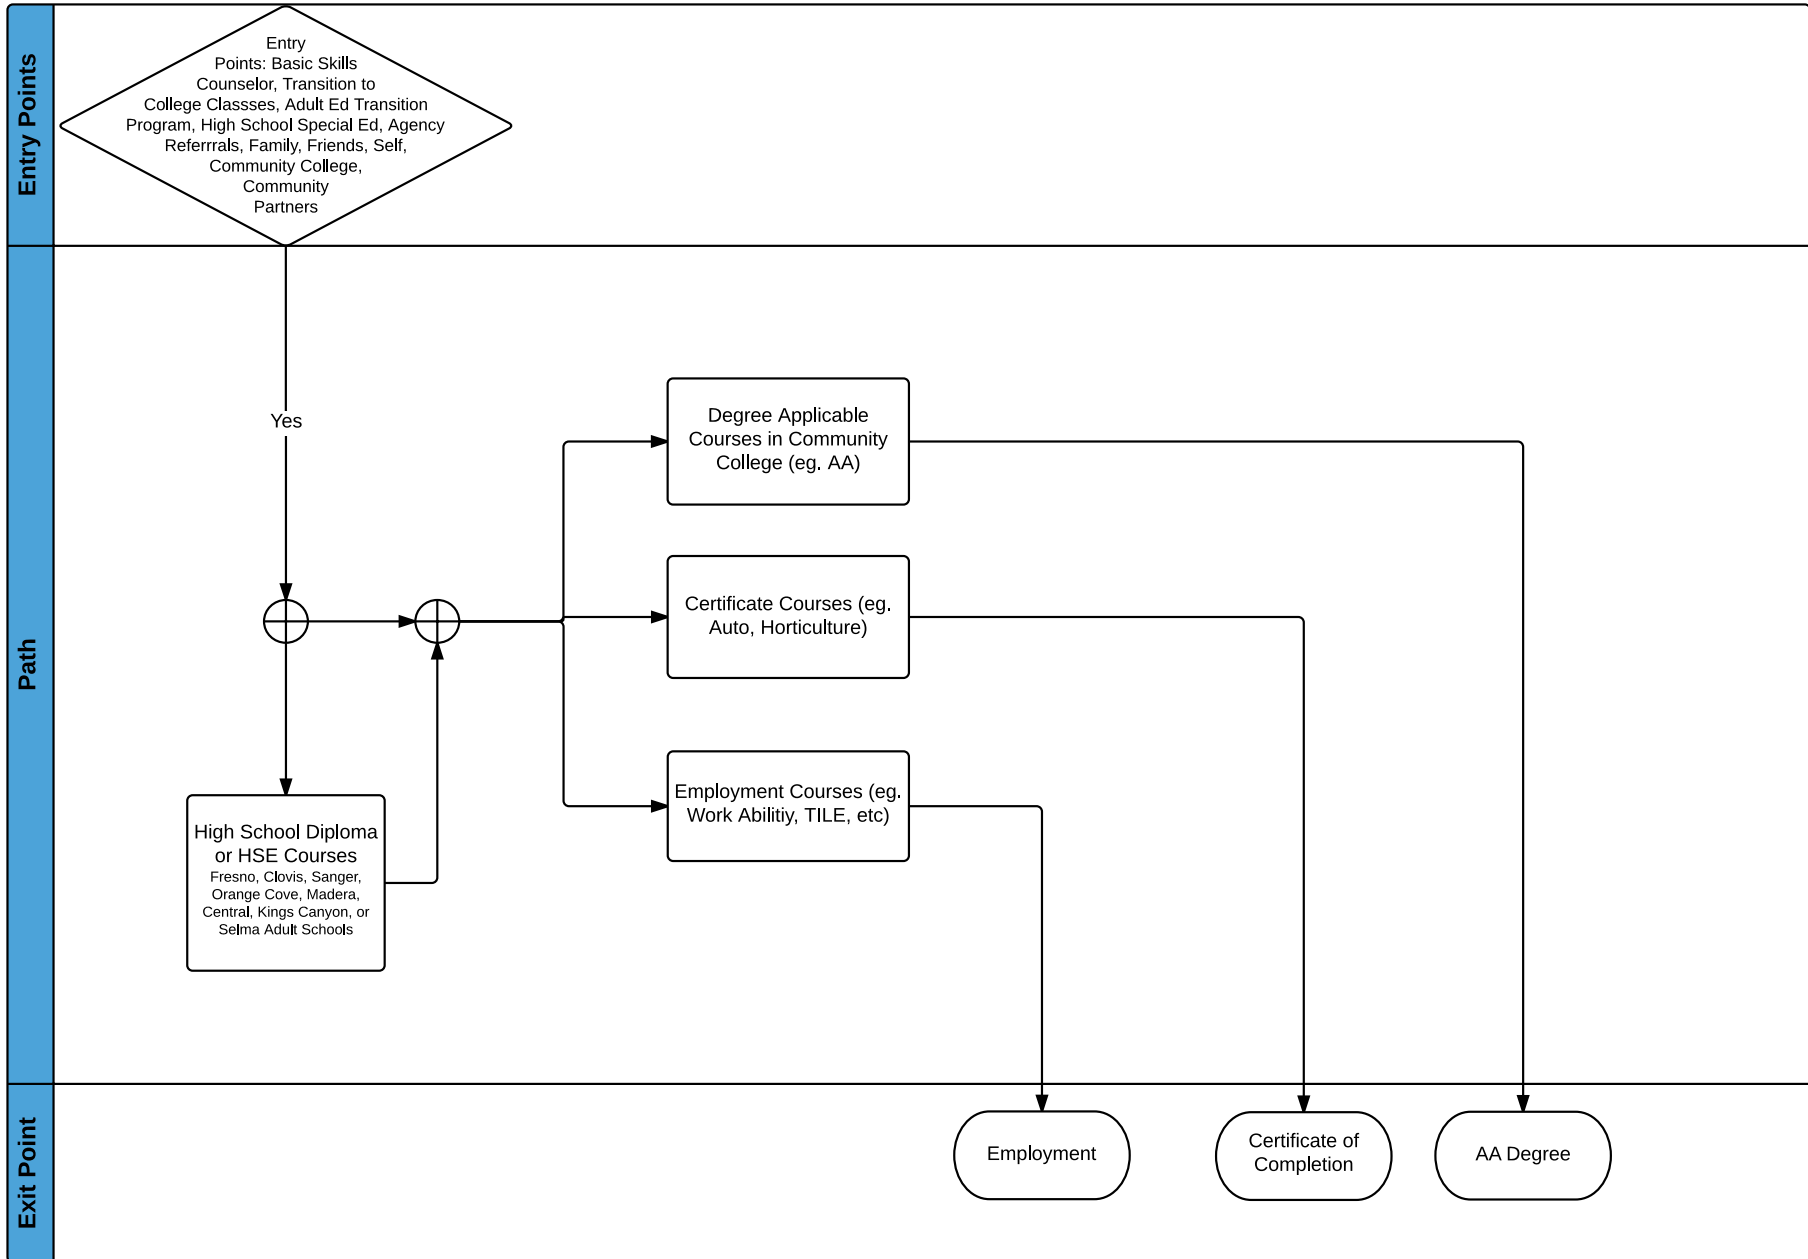 Entry Points
Entry
Points: Basic Skills
Counselor, Transition to
College Classses, Adult Ed Transition
Program, High School Special Ed, Agency
Referrrals, Family, Friends, Self,
Community College,
Community
Partners
Path
Yes
Degree Applicable
Courses in Community
College (eg. AA)
Certificate Courses (eg.
Auto, Horticulture)
Employment Courses (eg.
Work Abilitiy, TILE, etc)
High School Diploma
or HSE Courses
Fresno, Clovis, Sanger,
Orange Cove, Madera,
Central, Kings Canyon, or
Selma Adult Schools
Exit Point
Employment
Certificate of
Completion
AA Degree